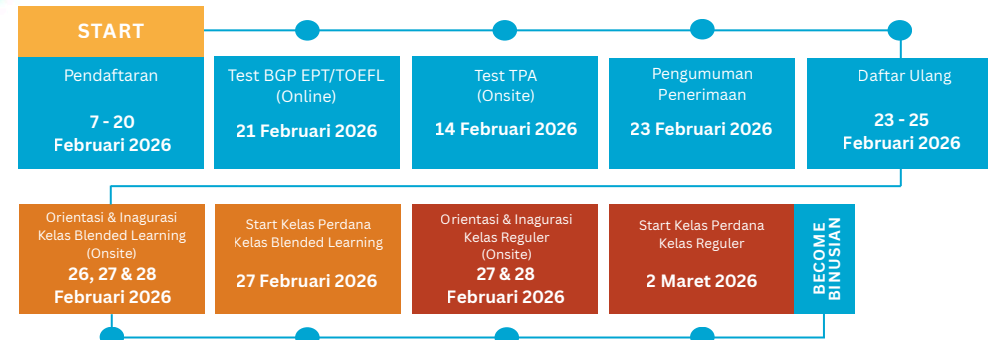 START
Pendaftaran
7 - 20
Februari 2026
Test BGP EPT/TOEFL
(Online)
21 Februari 2026
Test TPA
(Onsite)
14 Februari 2026
Pengumuman
Penerimaan
23 Februari 2026
Daftar Ulang
23 - 25
Februari 2026
Orientasi & Inagurasi
Kelas Blended Learning
(Onsite)
26, 27 & 28
Februari 2026
Start Kelas Perdana
Kelas Blended Learning
27 Februari 2026
Orientasi & Inagurasi
Kelas Reguler
(Onsite)
27 & 28
Februari 2026
Start Kelas Perdana
Kelas Reguler
2 Maret 2026
BECOME
BINUSIAN